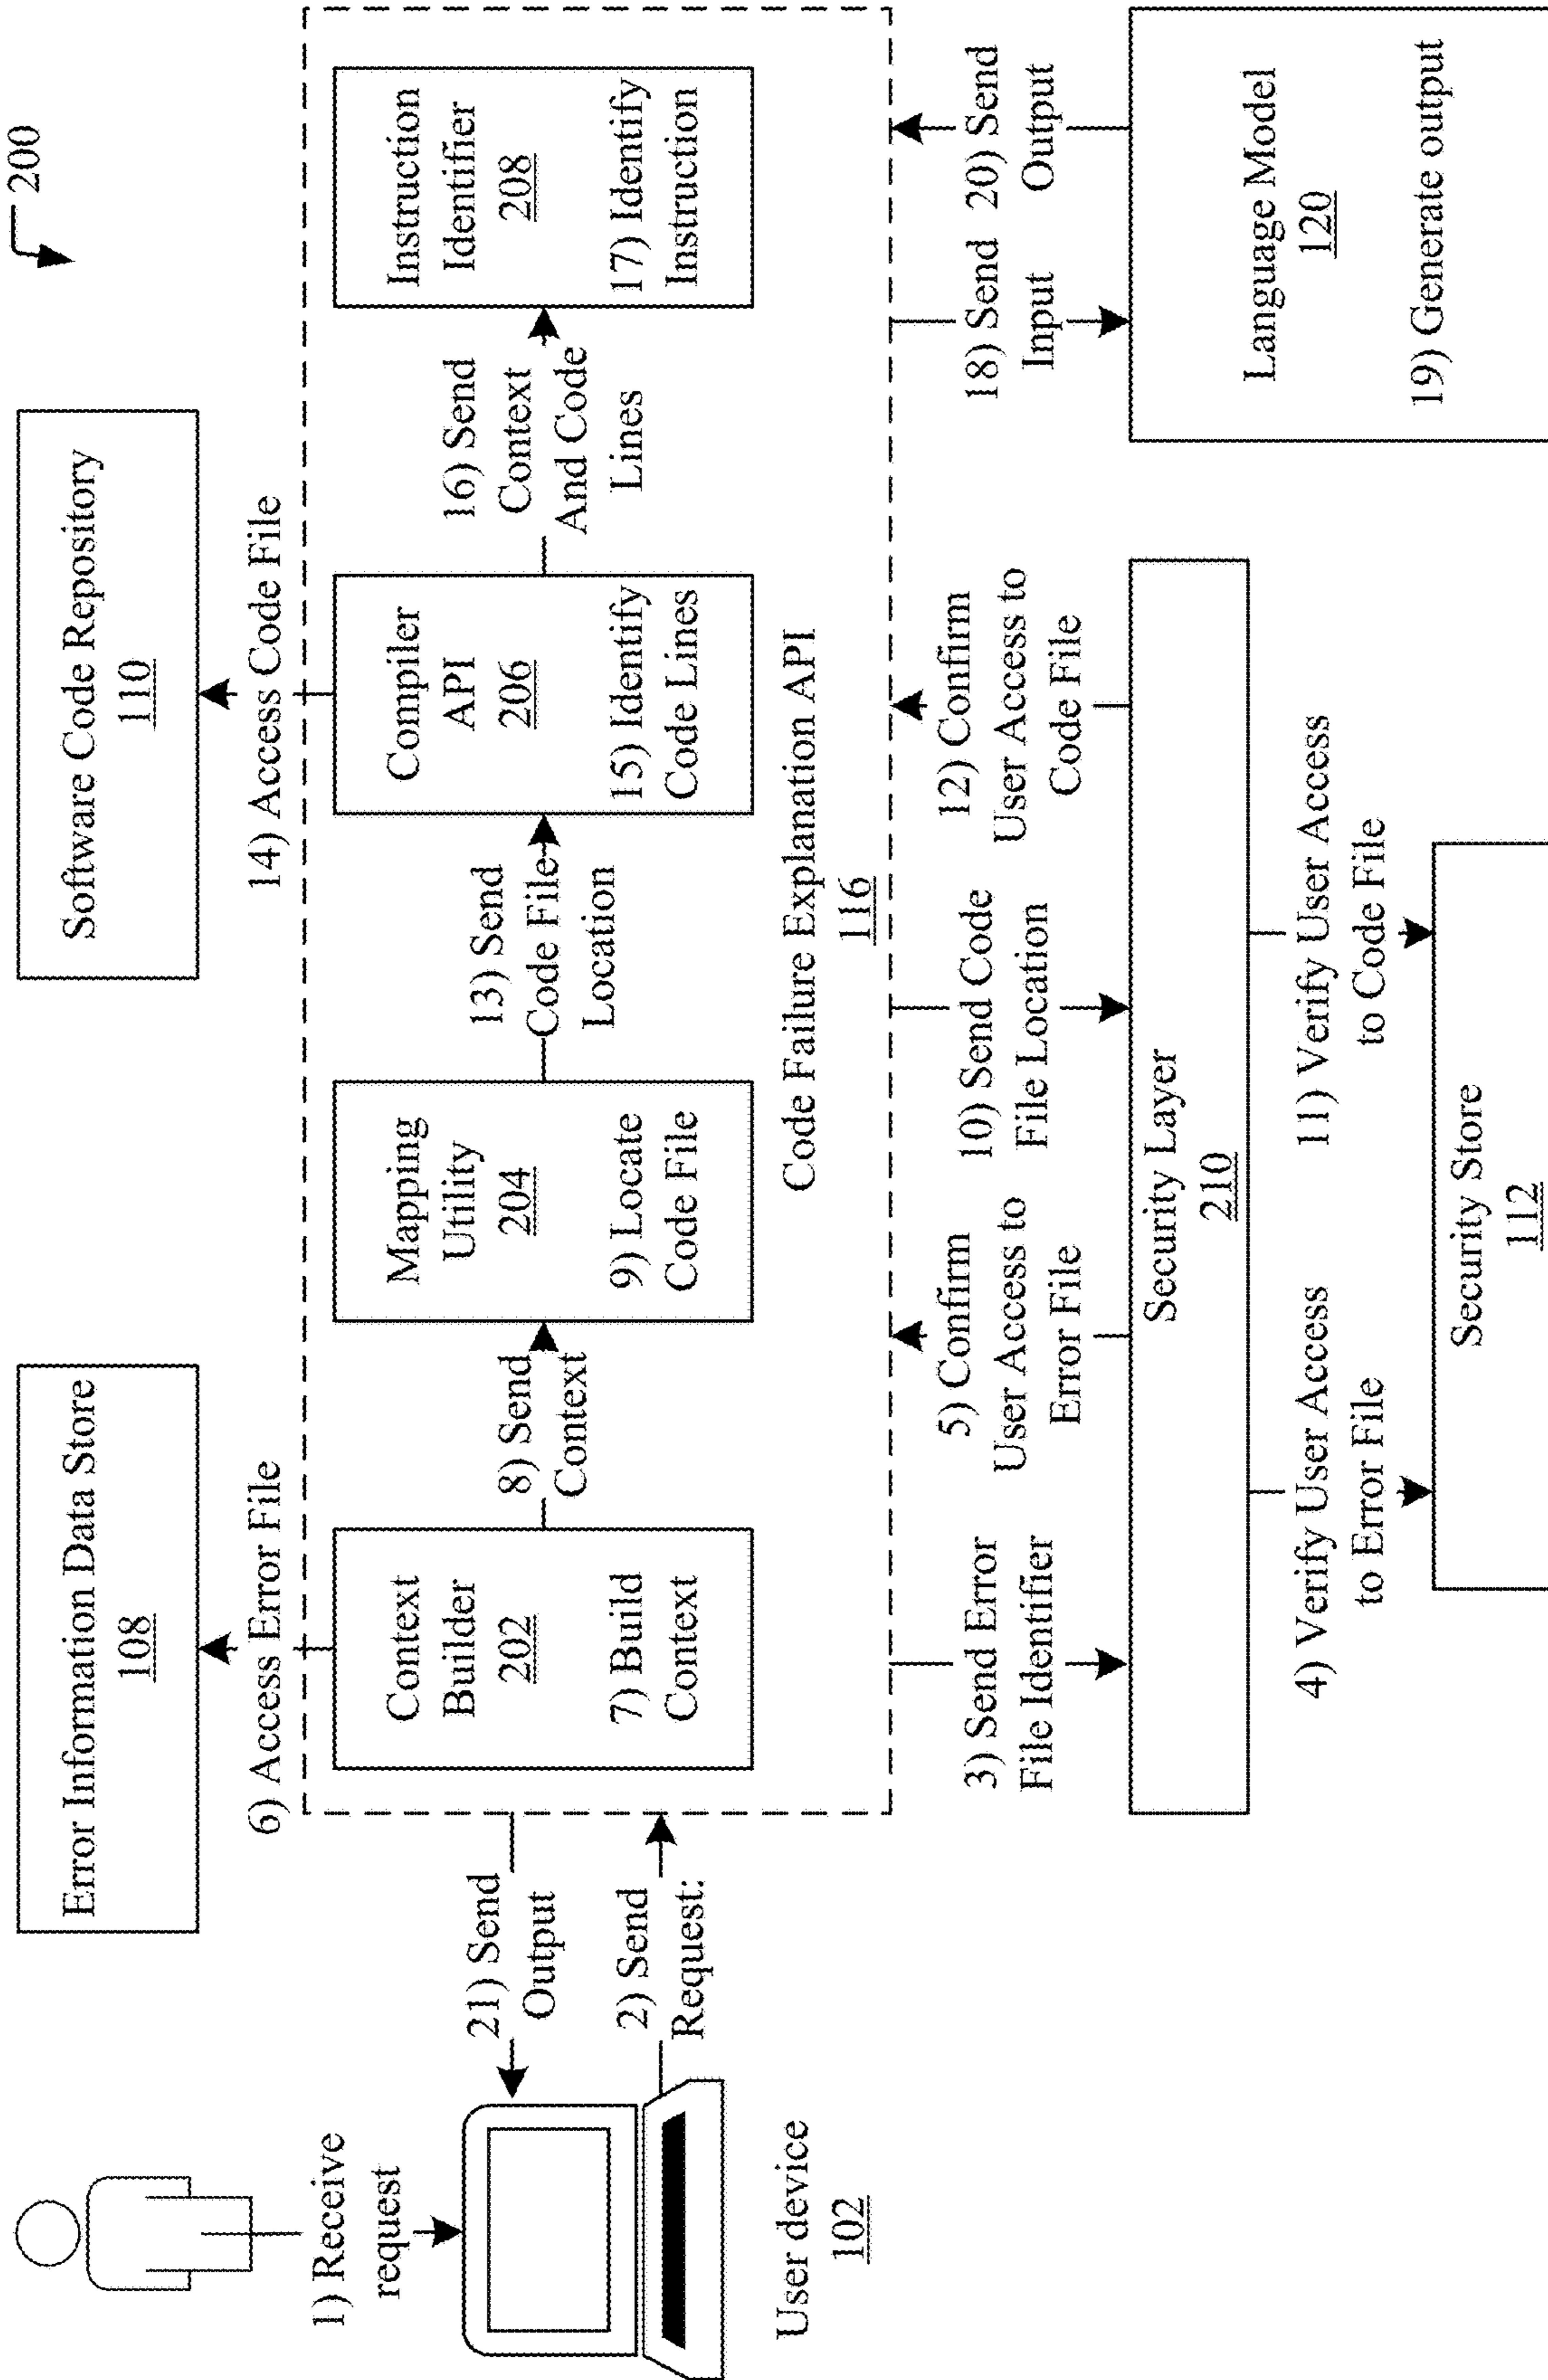 200
1) Receive
request
User device
102
21) Send
Output
2) Send
Request:
Error Information Data Store
108
6) Access Error File
Software Code Repository
110
14) Access Code File
Context
Builder
202
7) Build
Context
8) Send
Context
Mapping
Utility
204
9) Locate
Code File
13) Send
Code File
Location
Compiler
API
206
15) Identify
Code Lines
16) Send
Context
And Code
Lines
Instruction
Identifier
208
17) Identify
Instruction
Code Failure Explanation API
116
3) Send Error
File Identifier
5) Confirm
User Access to
Error File
10) Send Code
File Location
12) Confirm
User Access to
Code File
18) Send
Input
20) Send
Output
Security Layer
210
4) Verify User Access
to Error File
11) Verify User Access
to Code File
Security Store
112
Language Model
120
19) Generate output